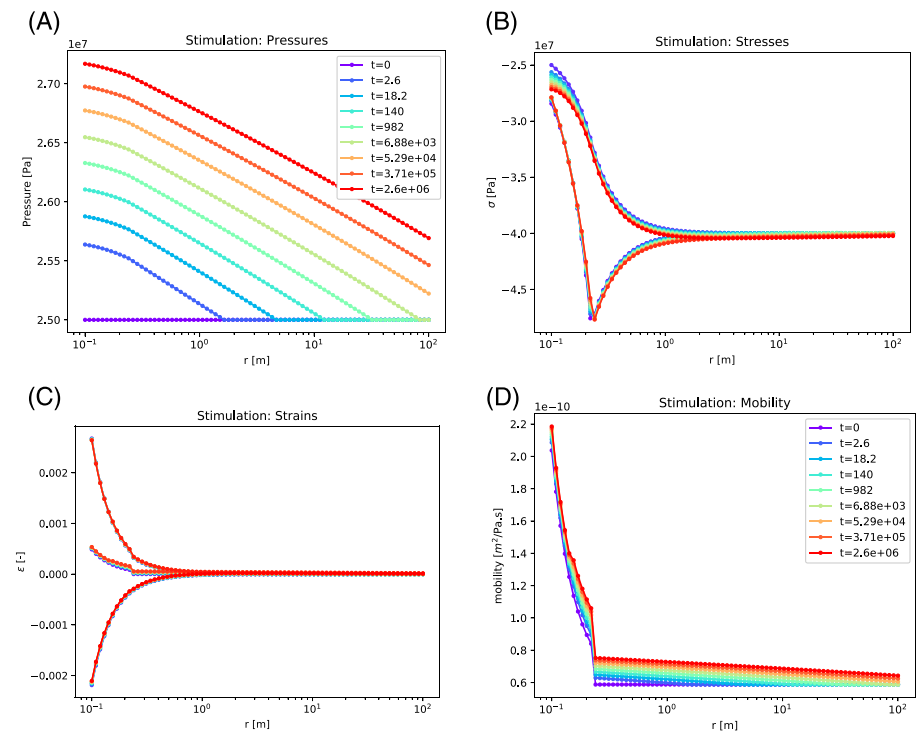 (A)
Stimulation: Pressures
1e7
2.70
2.65
2.60
2.55
2.50
Pressure [Pa]
10⁻¹
10⁰
10¹
10²
r [m]
t=0
t=2.6
t=18.2
t=140
t=982
t=6.88e+03
t=5.29e+04
t=3.71e+05
t=2.6e+06
(B)
Stimulation: Stresses
1e7
−2.5
−3.0
−3.5
−4.0
−4.5
σ [Pa]
10⁻¹
10⁰
10¹
10²
r [m]
(C)
Stimulation: Strains
0.002
0.001
0.000
−0.001
−0.002
ε [-]
10⁻¹
10⁰
10¹
10²
r [m]
(D)
Stimulation: Mobility
1e−10
2.2
2.0
1.8
1.6
1.4
1.2
1.0
0.8
0.6
mobility [m²/Pa.s]
10⁻¹
10⁰
10¹
10²
r [m]
t=0
t=2.6
t=18.2
t=140
t=982
t=6.88e+03
t=5.29e+04
t=3.71e+05
t=2.6e+06